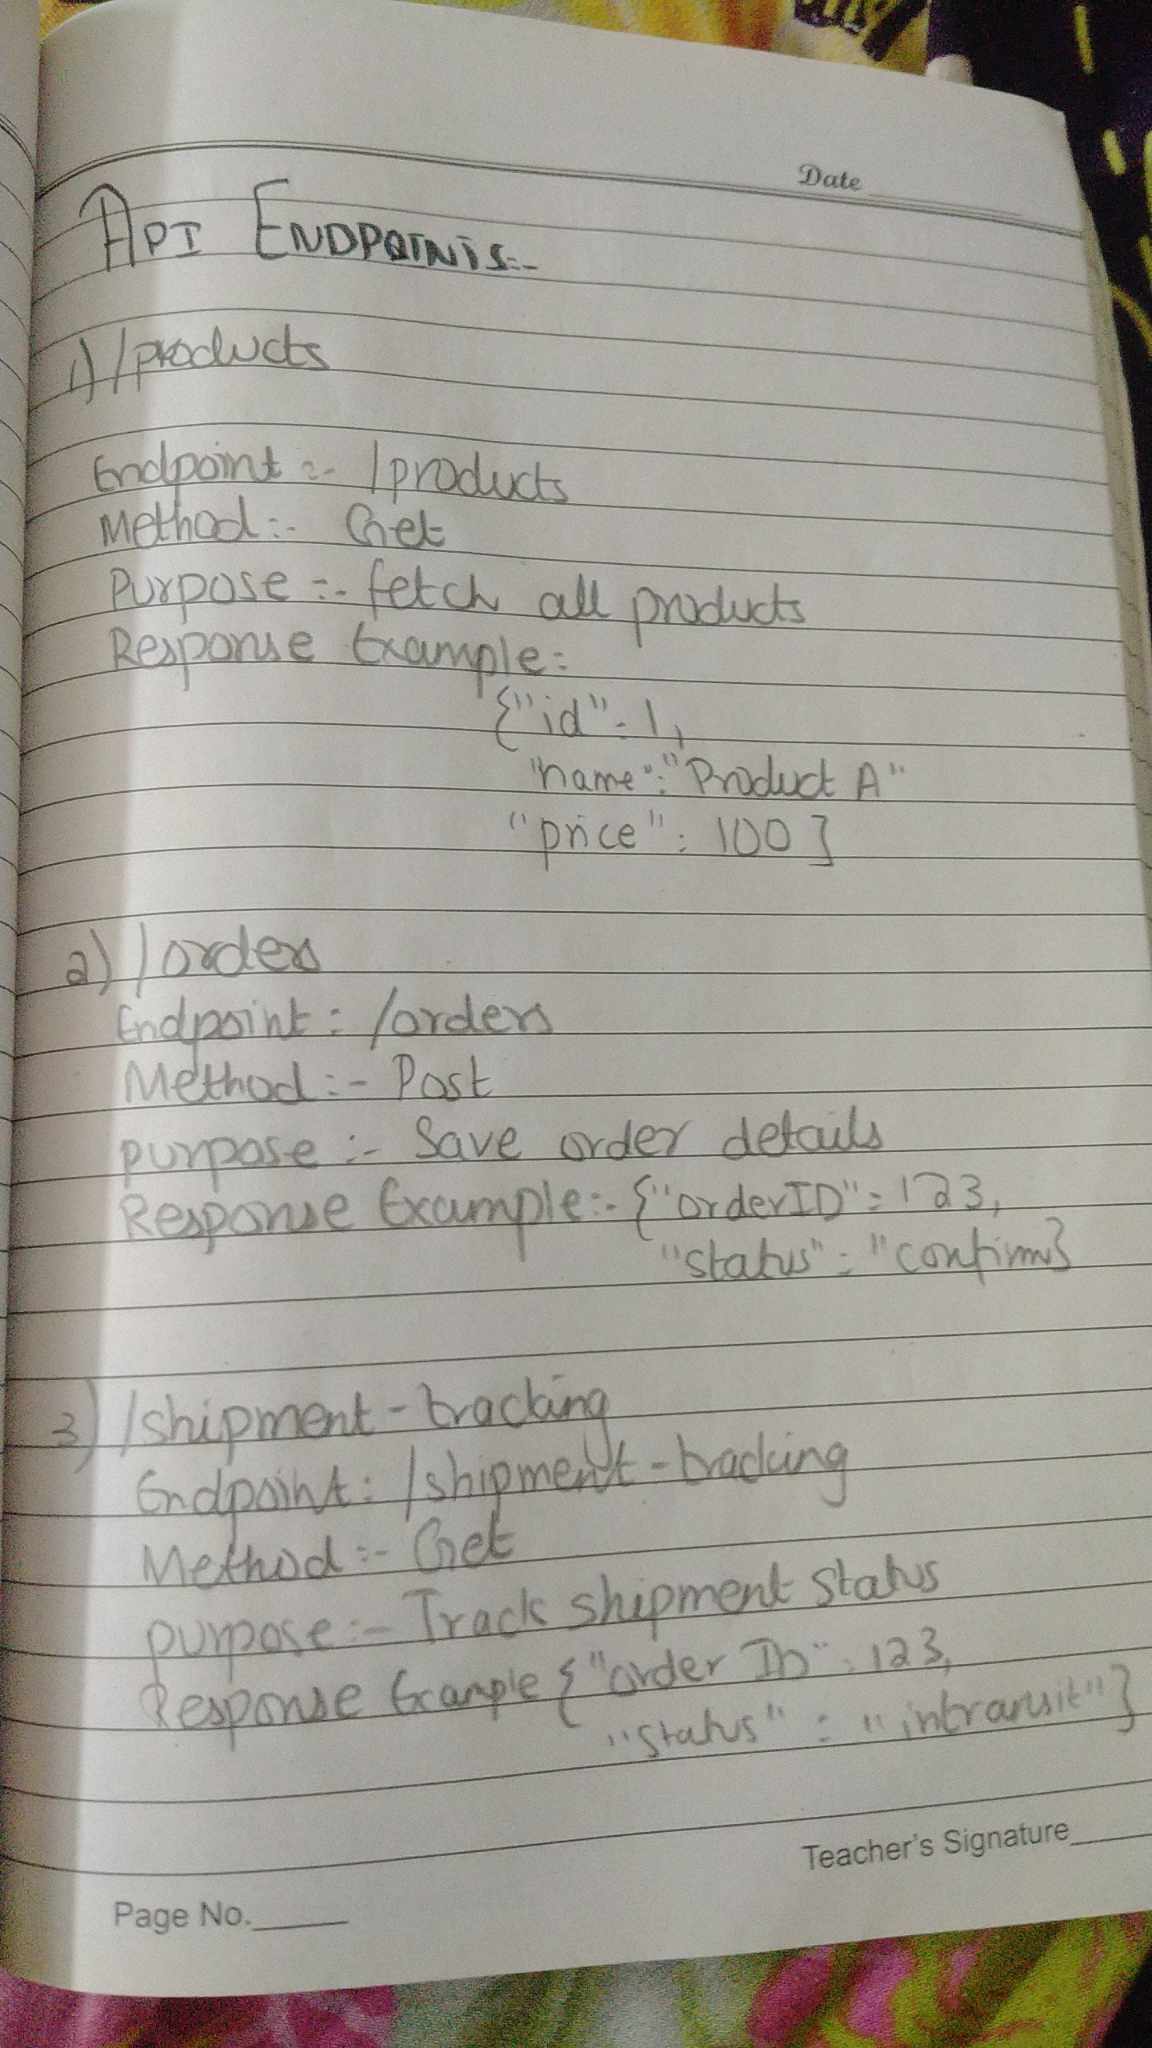 Date
API ENDPOINTS:-
1) /products
Endpoint :- /products
Method :- Get
Purpose :- fetch all products
Response Example:
{"id": 1,
"name": "Product A"
"price": 100 }
2) /orders
Endpoint : /orders
Method :- Post
purpose :- Save order details
Response Example:- {"orderID": 123,
"status": "confirm}
3) /shipment-tracking
Endpoint : /shipment-tracking
Method :- Get
purpose :- Track shipment status
Response Example {"order ID": 123,
"status" : "intransit"}
Teacher's Signature
Page No.